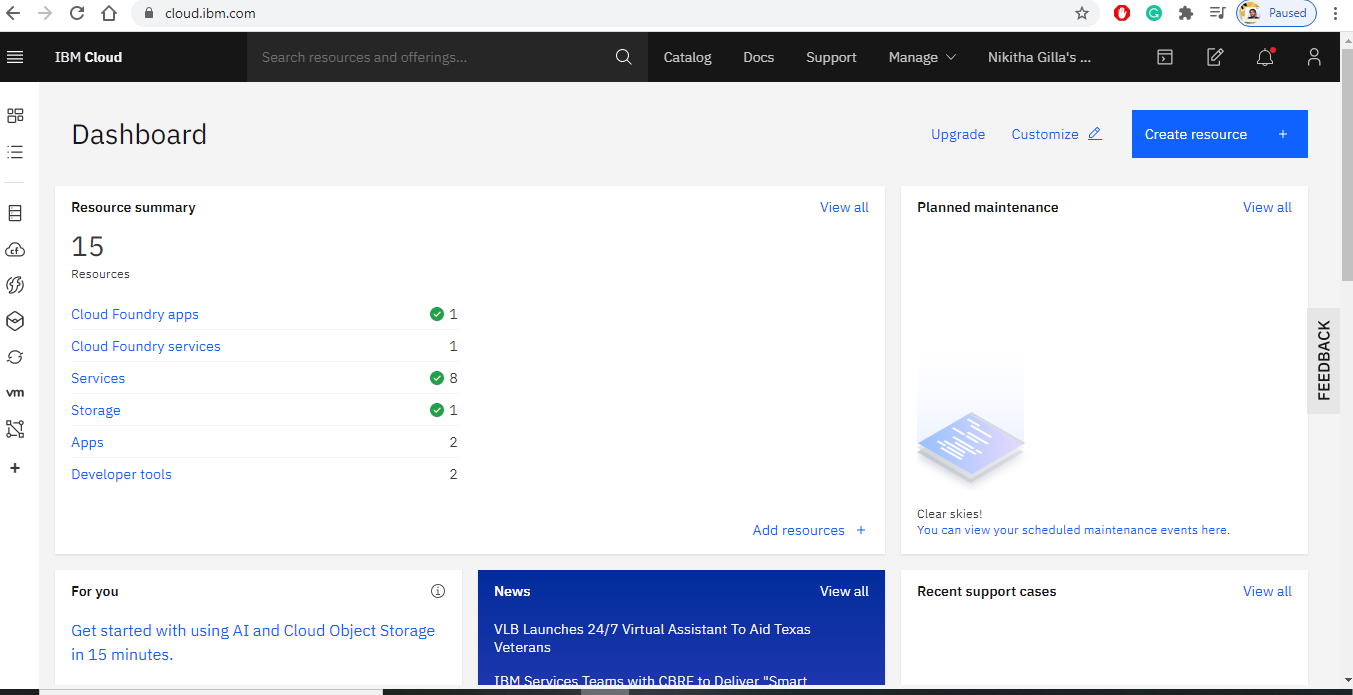 cloud.ibm.com
Paused
IBM Cloud
Search resources and offerings...
Catalog
Docs
Support
Manage
Nikitha Gilla's ...
Dashboard
Upgrade
Customize
Create resource +
Resource summary
View all
15
Resources
Cloud Foundry apps 1
Cloud Foundry services 1
Services 8
Storage 1
Apps 2
Developer tools 2
Add resources +
Planned maintenance
View all
Clear skies!
You can view your scheduled maintenance events here.
FEEDBACK
cf
vm
+
For you
Get started with using AI and Cloud Object Storage
in 15 minutes.
News
View all
VLB Launches 24/7 Virtual Assistant To Aid Texas
Veterans
IBM Services Teams with CBRE to Deliver "Smart
Recent support cases
View all